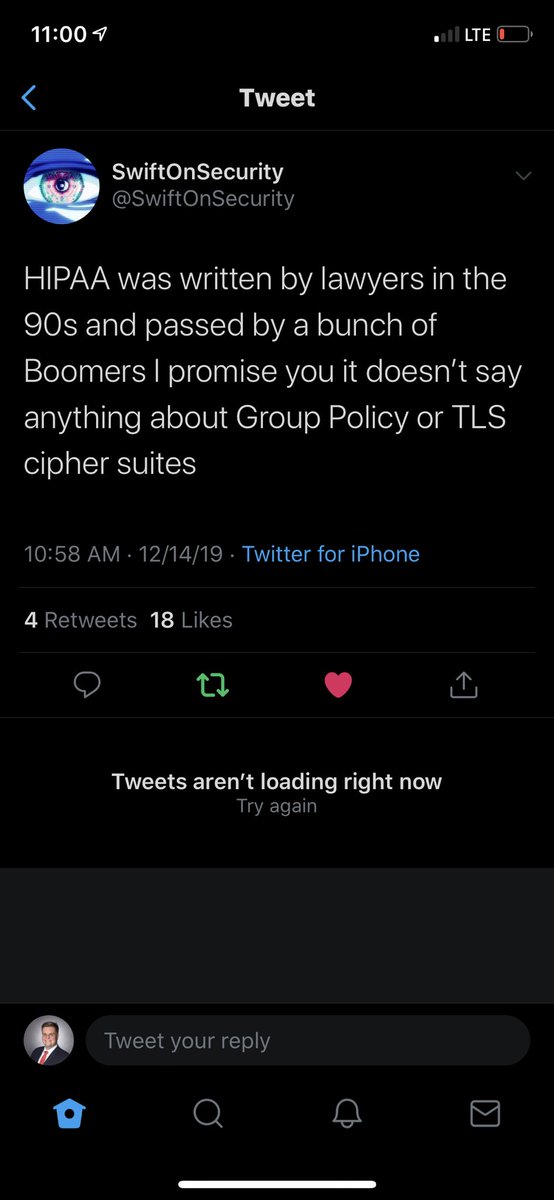 11:00
LTE
Tweet
SwiftOnSecurity
@SwiftOnSecurity
HIPAA was written by lawyers in the
90s and passed by a bunch of
Boomers I promise you it doesn’t say
anything about Group Policy or TLS
cipher suites
10:58 AM · 12/14/19 · Twitter for iPhone
4 Retweets 18 Likes
Tweets aren’t loading right now
Try again
Tweet your reply